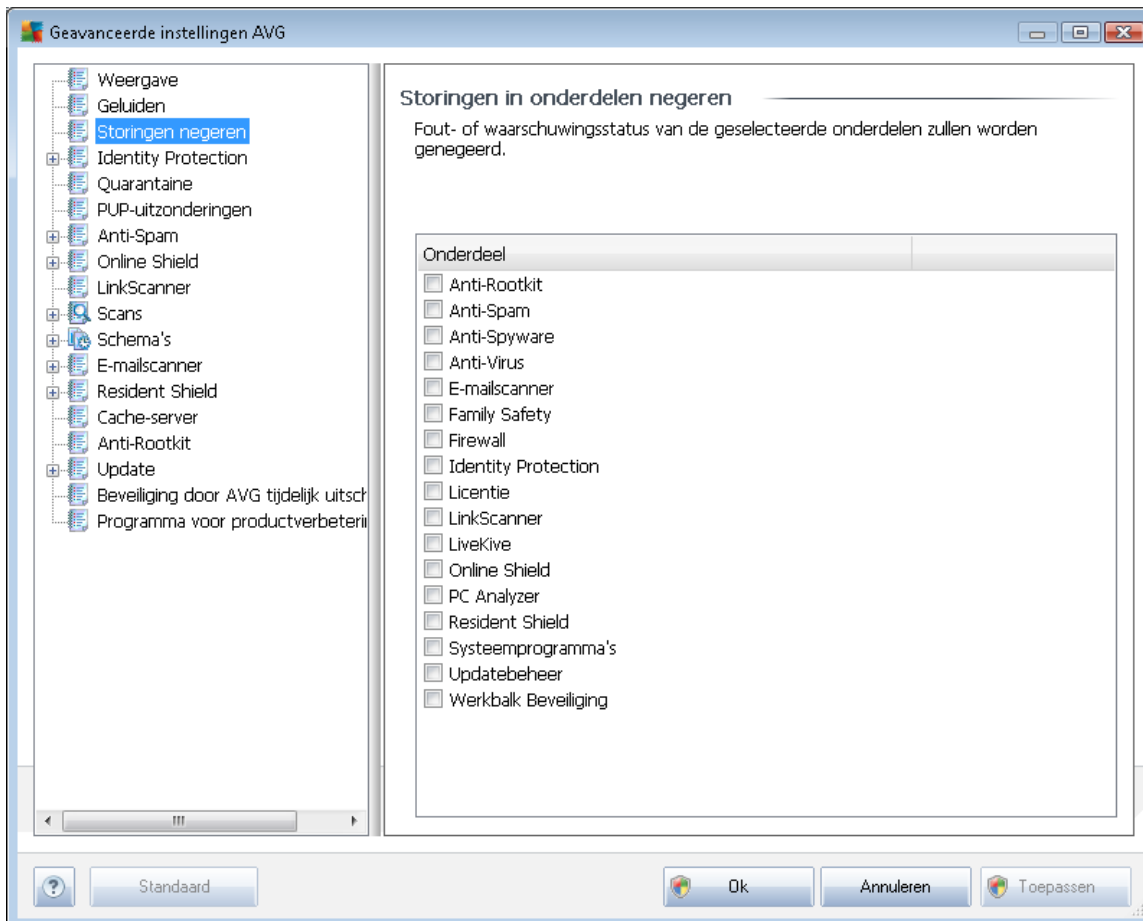 Geavanceerde instellingen AVG
Weergave
Geluiden
Storingen negeren
Identity Protection
Quarantaine
PUP-uitzonderingen
Anti-Spam
Online Shield
LinkScanner
Scans
Schema's
E-mailscanner
Resident Shield
Cache-server
Anti-Rootkit
Update
Beveiliging door AVG tijdelijk uitsch
Programma voor productverbeterin
Storingen in onderdelen negeren
Fout- of waarschuwingsstatus van de geselecteerde onderdelen zullen worden
genegeerd.
Onderdeel
Anti-Rootkit
Anti-Spam
Anti-Spyware
Anti-Virus
E-mailscanner
Family Safety
Firewall
Identity Protection
Licentie
LinkScanner
LiveKive
Online Shield
PC Analyzer
Resident Shield
Systeemprogramma's
Updatebeheer
Werkbalk Beveiliging
? Standaard Ok Annuleren Toepassen